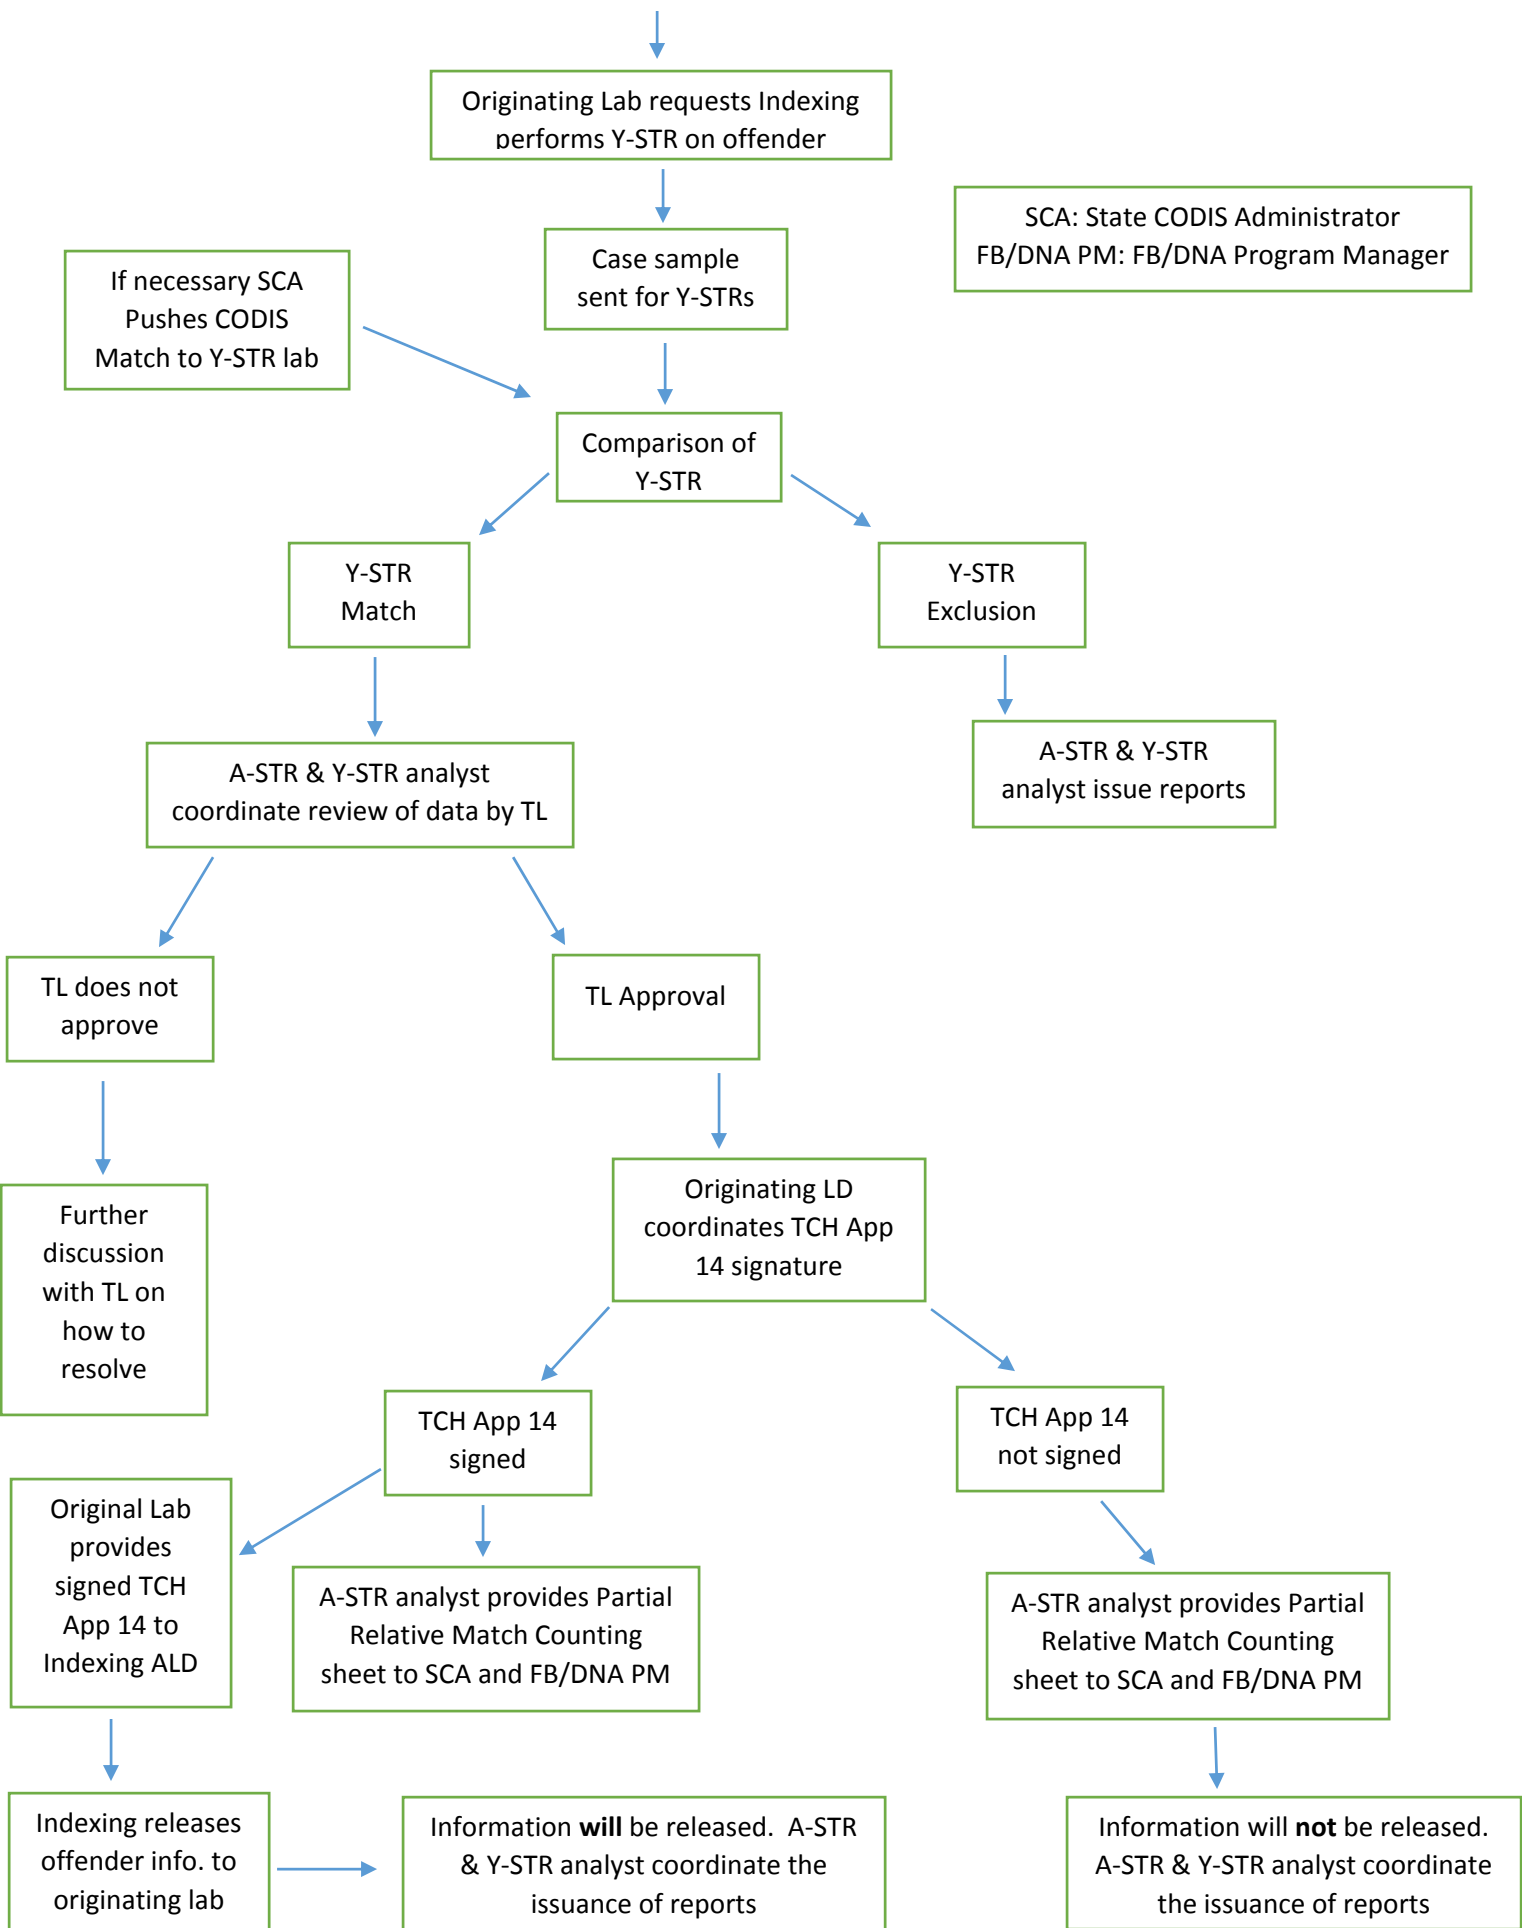 Originating Lab requests Indexing
performs Y-STR on offender
SCA: State CODIS Administrator
FB/DNA PM: FB/DNA Program Manager
Case sample
sent for Y-STRs
If necessary SCA
Pushes CODIS
Match to Y-STR lab
Comparison of
Y-STR
Y-STR
Match
Y-STR
Exclusion
A-STR & Y-STR
analyst issue reports
A-STR & Y-STR analyst
coordinate review of data by TL
TL does not
approve
TL Approval
Originating LD
coordinates TCH App
14 signature
Further
discussion
with TL on
how to
resolve
TCH App 14
signed
TCH App 14
not signed
Original Lab
provides
signed TCH
App 14 to
Indexing ALD
A-STR analyst provides Partial
Relative Match Counting
sheet to SCA and FB/DNA PM
A-STR analyst provides Partial
Relative Match Counting
sheet to SCA and FB/DNA PM
Indexing releases
offender info. to
originating lab
Information will be released.  A-STR
& Y-STR analyst coordinate the
issuance of reports
Information will not be released.
A-STR & Y-STR analyst coordinate
the issuance of reports